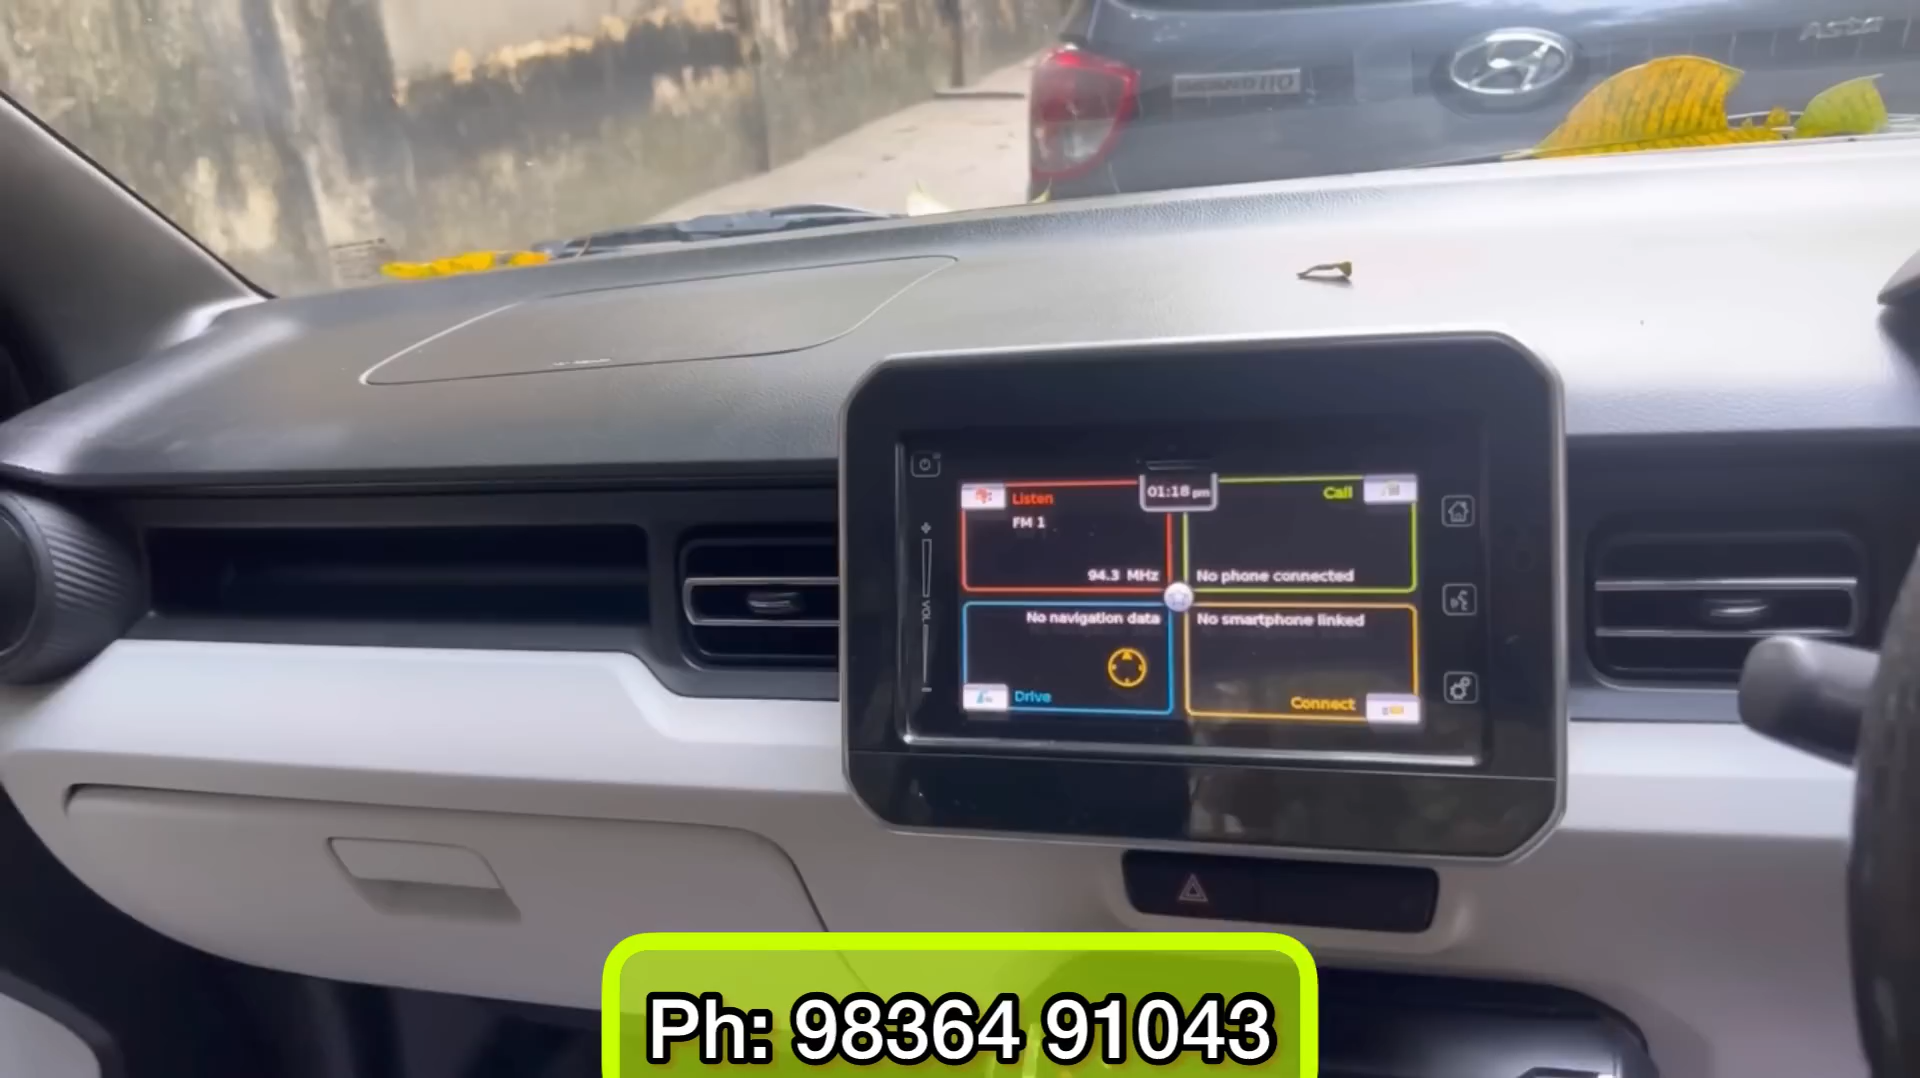 Asta
Listen
01:18 pm
Call
FM 1
94.3 MHz
No phone connected
VOL
No navigation data
No smartphone linked
Drive
Connect
Ph: 98364 91043